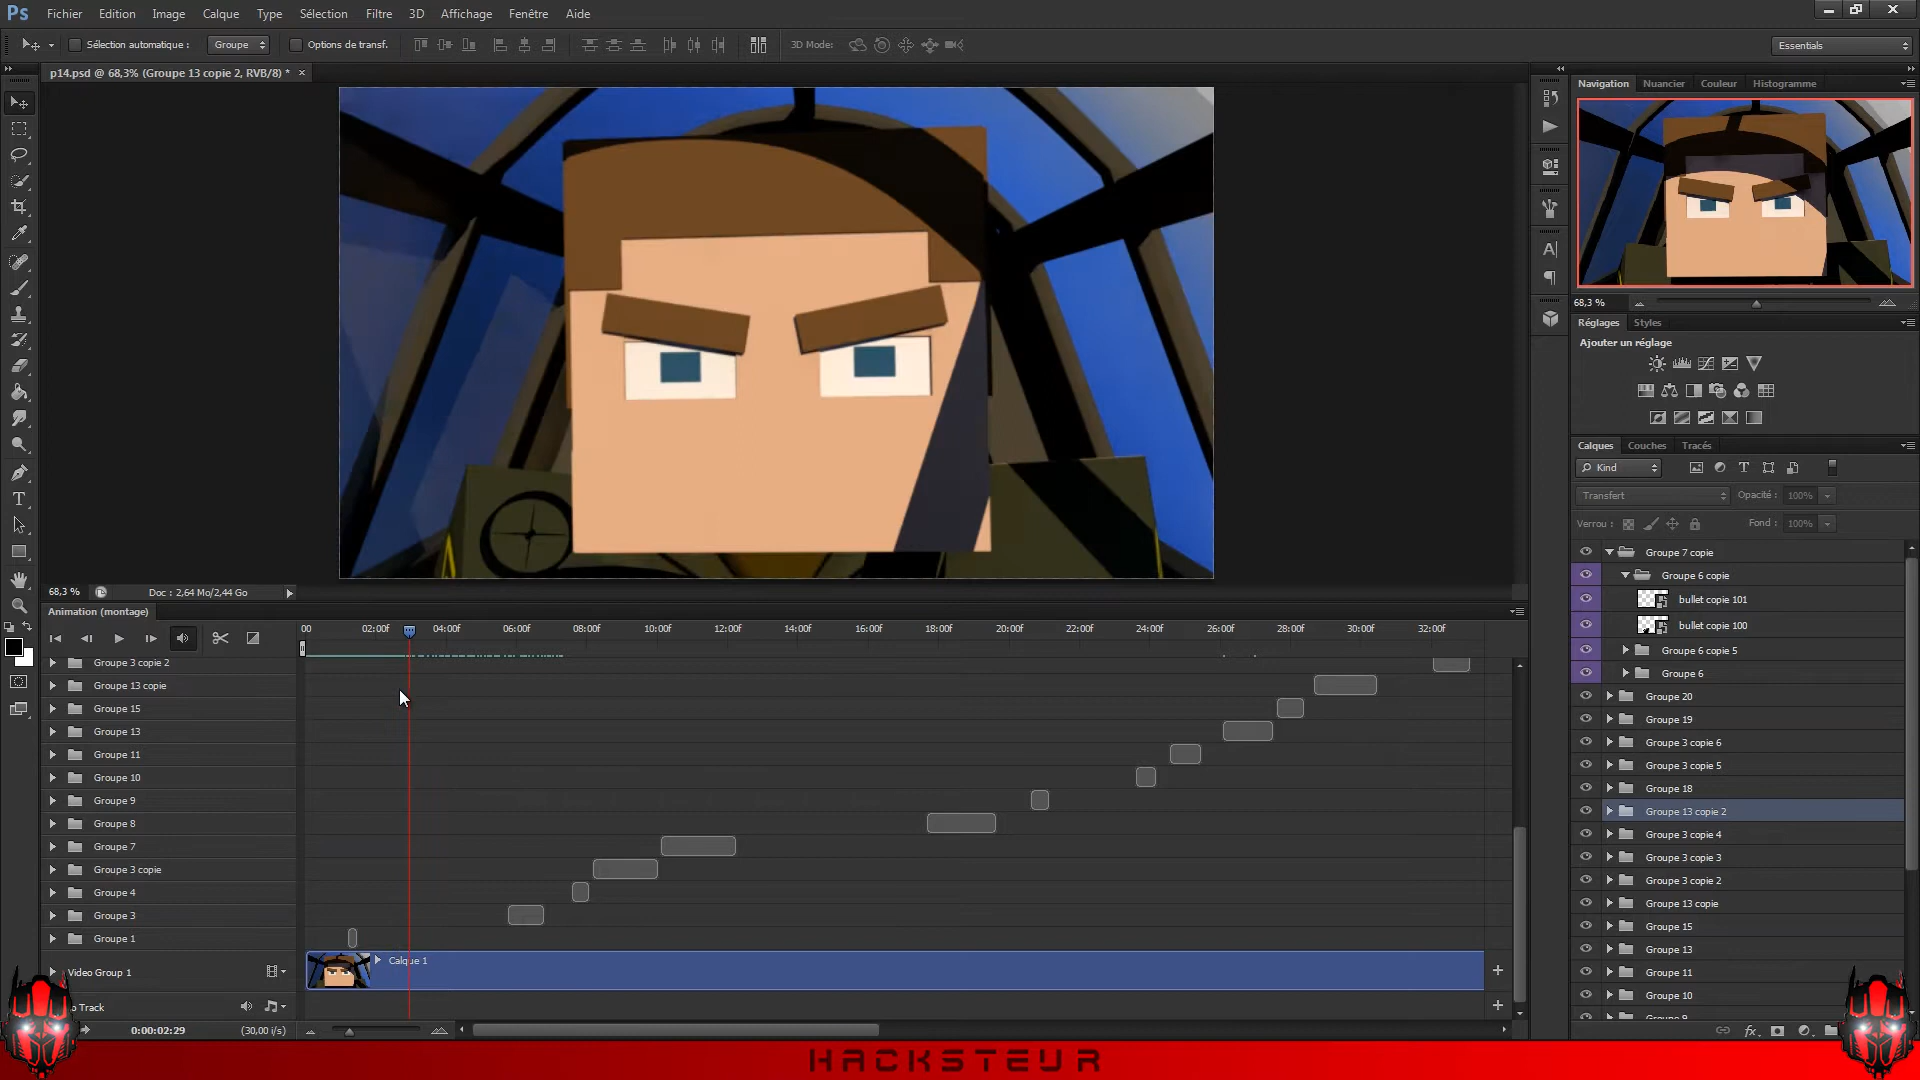 Ps Fichier Edition Image Calque Type Sélection Filtre 3D Affichage Fenêtre Aide
Sélection automatique : Groupe Options de transf. 3D Mode : Essentials
p14.psd @ 68,3% (Groupe 13 copie 2, RVB/8) * ×
Navigation Nuancier Couleur Histogramme
68,3 %
Réglages Styles
Ajouter un réglage
Calques Couches Tracés
Kind
Transfert Opacité : 100%
Verrou : Fond : 100%
Groupe 7 copie
Groupe 6 copie
bullet copie 101
bullet copie 100
Groupe 6 copie 5
Groupe 6
Groupe 20
Groupe 19
Groupe 3 copie 6
Groupe 3 copie 5
Groupe 18
Groupe 13 copie 2
Groupe 3 copie 4
Groupe 3 copie 3
Groupe 3 copie 2
Groupe 13 copie
Groupe 15
Groupe 13
Groupe 11
Groupe 10
Groupe 9
fx
68,3 % Doc : 2,64 Mo/2,44 Go
Animation (montage)
00 02:00f 04:00f 06:00f 08:00f 10:00f 12:00f 14:00f 16:00f 18:00f 20:00f 22:00f 24:00f 26:00f 28:00f 30:00f 32:00f
Groupe 3 copie 2
Groupe 13 copie
Groupe 15
Groupe 13
Groupe 11
Groupe 10
Groupe 9
Groupe 8
Groupe 7
Groupe 3 copie
Groupe 4
Groupe 3
Groupe 1
Video Group 1
Calque 1
o Track
0:00:02:29 (30,00 i/s)
HACKSTEUR